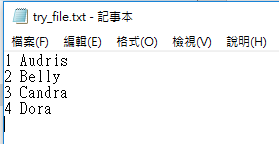 try_file.txt - 記事本
檔案(F) 編輯(E) 格式(O) 檢視(V) 說明(H)
1 Audris
2 Belly
3 Candra
4 Dora